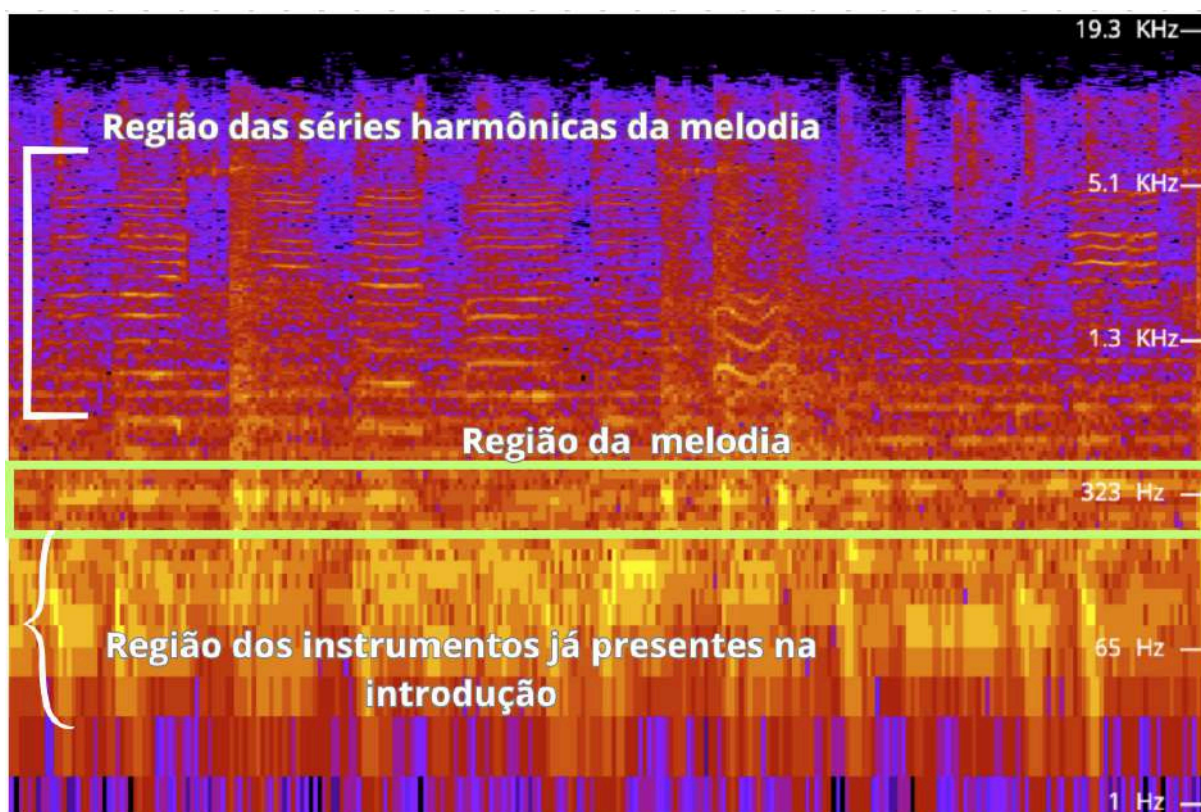 19.3 KHz
Região das séries harmônicas da melodia
5.1 KHz
1.3 KHz
Região da melodia
323 Hz
Região dos instrumentos já presentes na
65 Hz
introdução
1 Hz